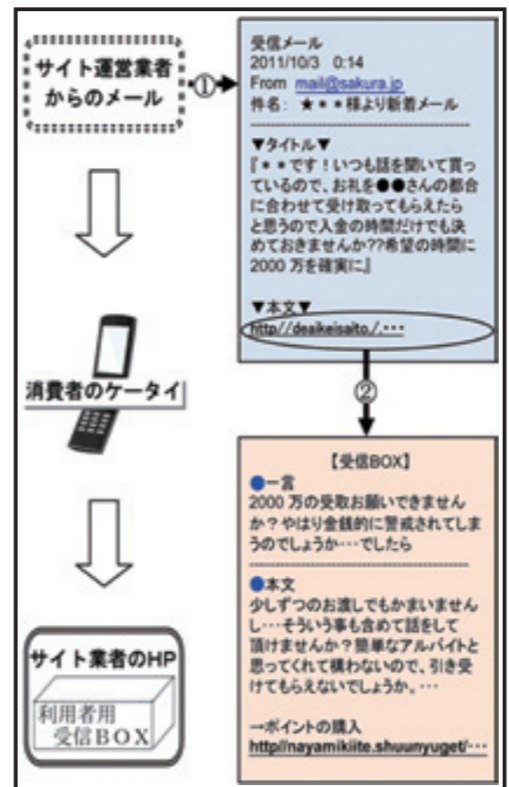 サイト運営業者
からのメール
①
受信メール
2011/10/3 0:14
From mail@sakura.jp
件名： ★＊＊様より新着メール
▼タイトル▼
『＊＊です！いつも話を聞いて貰っ
ているので、お礼を●●さんの都合
に合わせて受け取ってもらえたら
と思うので入金の時間だけでも決
めておきませんか??希望の時間に
2000 万を確実に』
▼本文▼
http//deaikeisaito/.・・・
②
消費者のケータイ
【受信BOX】
●一言
2000 万の受取お願いできません
か？やはり金銭的に警戒されてしま
うのでしょうか・・・でしたら
●本文
少しずつのお渡しでもかまいません
し・・・そういう事も含めて話をして
頂けませんか？簡単なアルバイトと
思ってくれて構わないので、引き受
けてもらえないでしょうか。・・・
→ポイントの購入
http//nayamikiite.shuunyuget/・・・
サイト業者のHP
利用者用
受信BOX